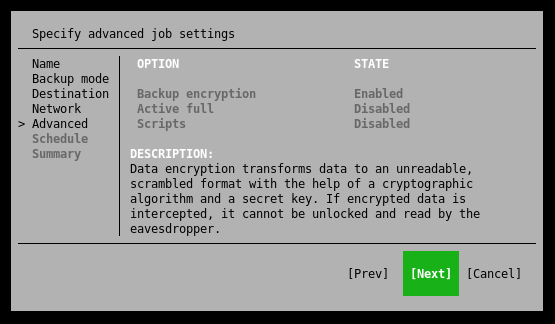 Specify advanced job settings
Name
Backup mode
Destination
Network
> Advanced
Schedule
Summary
OPTION STATE
Backup encryption Enabled
Active full Disabled
Scripts Disabled
DESCRIPTION:
Data encryption transforms data to an unreadable,
scrambled format with the help of a cryptographic
algorithm and a secret key. If encrypted data is
intercepted, it cannot be unlocked and read by the
eavesdropper.
[Prev] [Next] [Cancel]